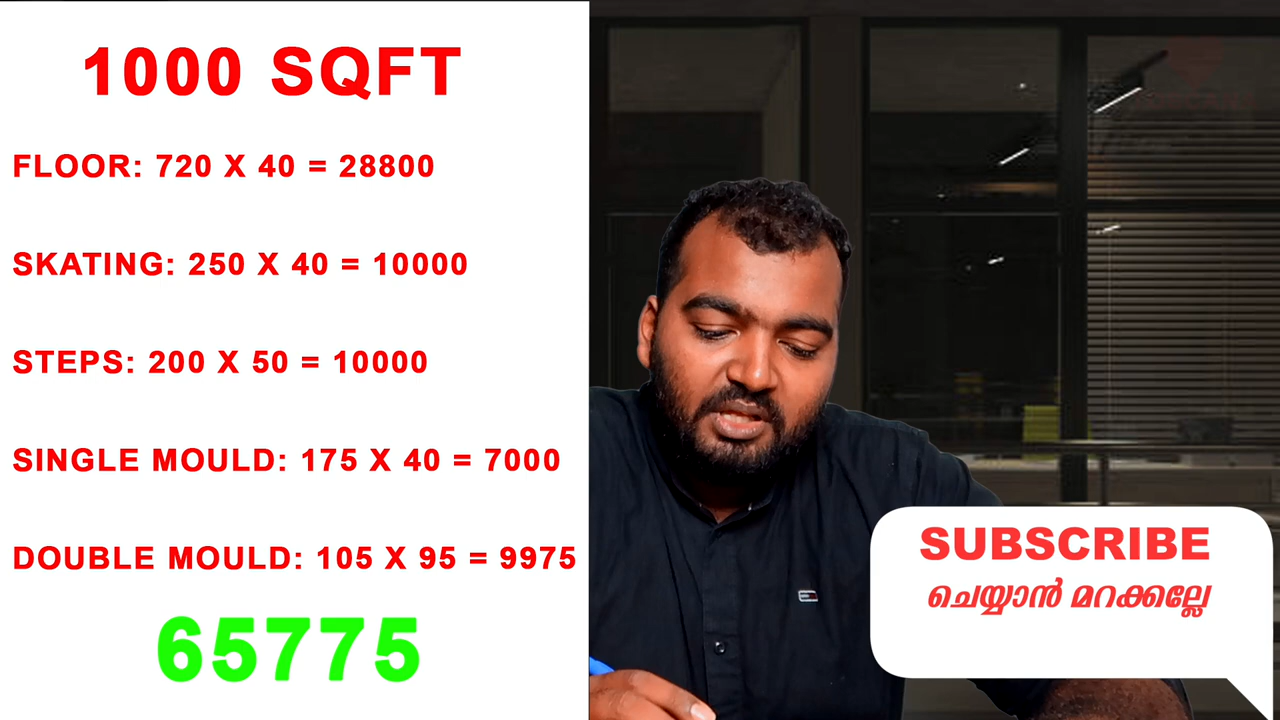 1000 SQFT
FLOOR: 720 X 40 = 28800
SKATING: 250 X 40 = 10000
STEPS: 200 X 50 = 10000
SINGLE MOULD: 175 X 40 = 7000
DOUBLE MOULD: 105 X 95 = 9975
65775
SUBSCRIBE
ചെയ്യാൻ മറക്കല്ലേ